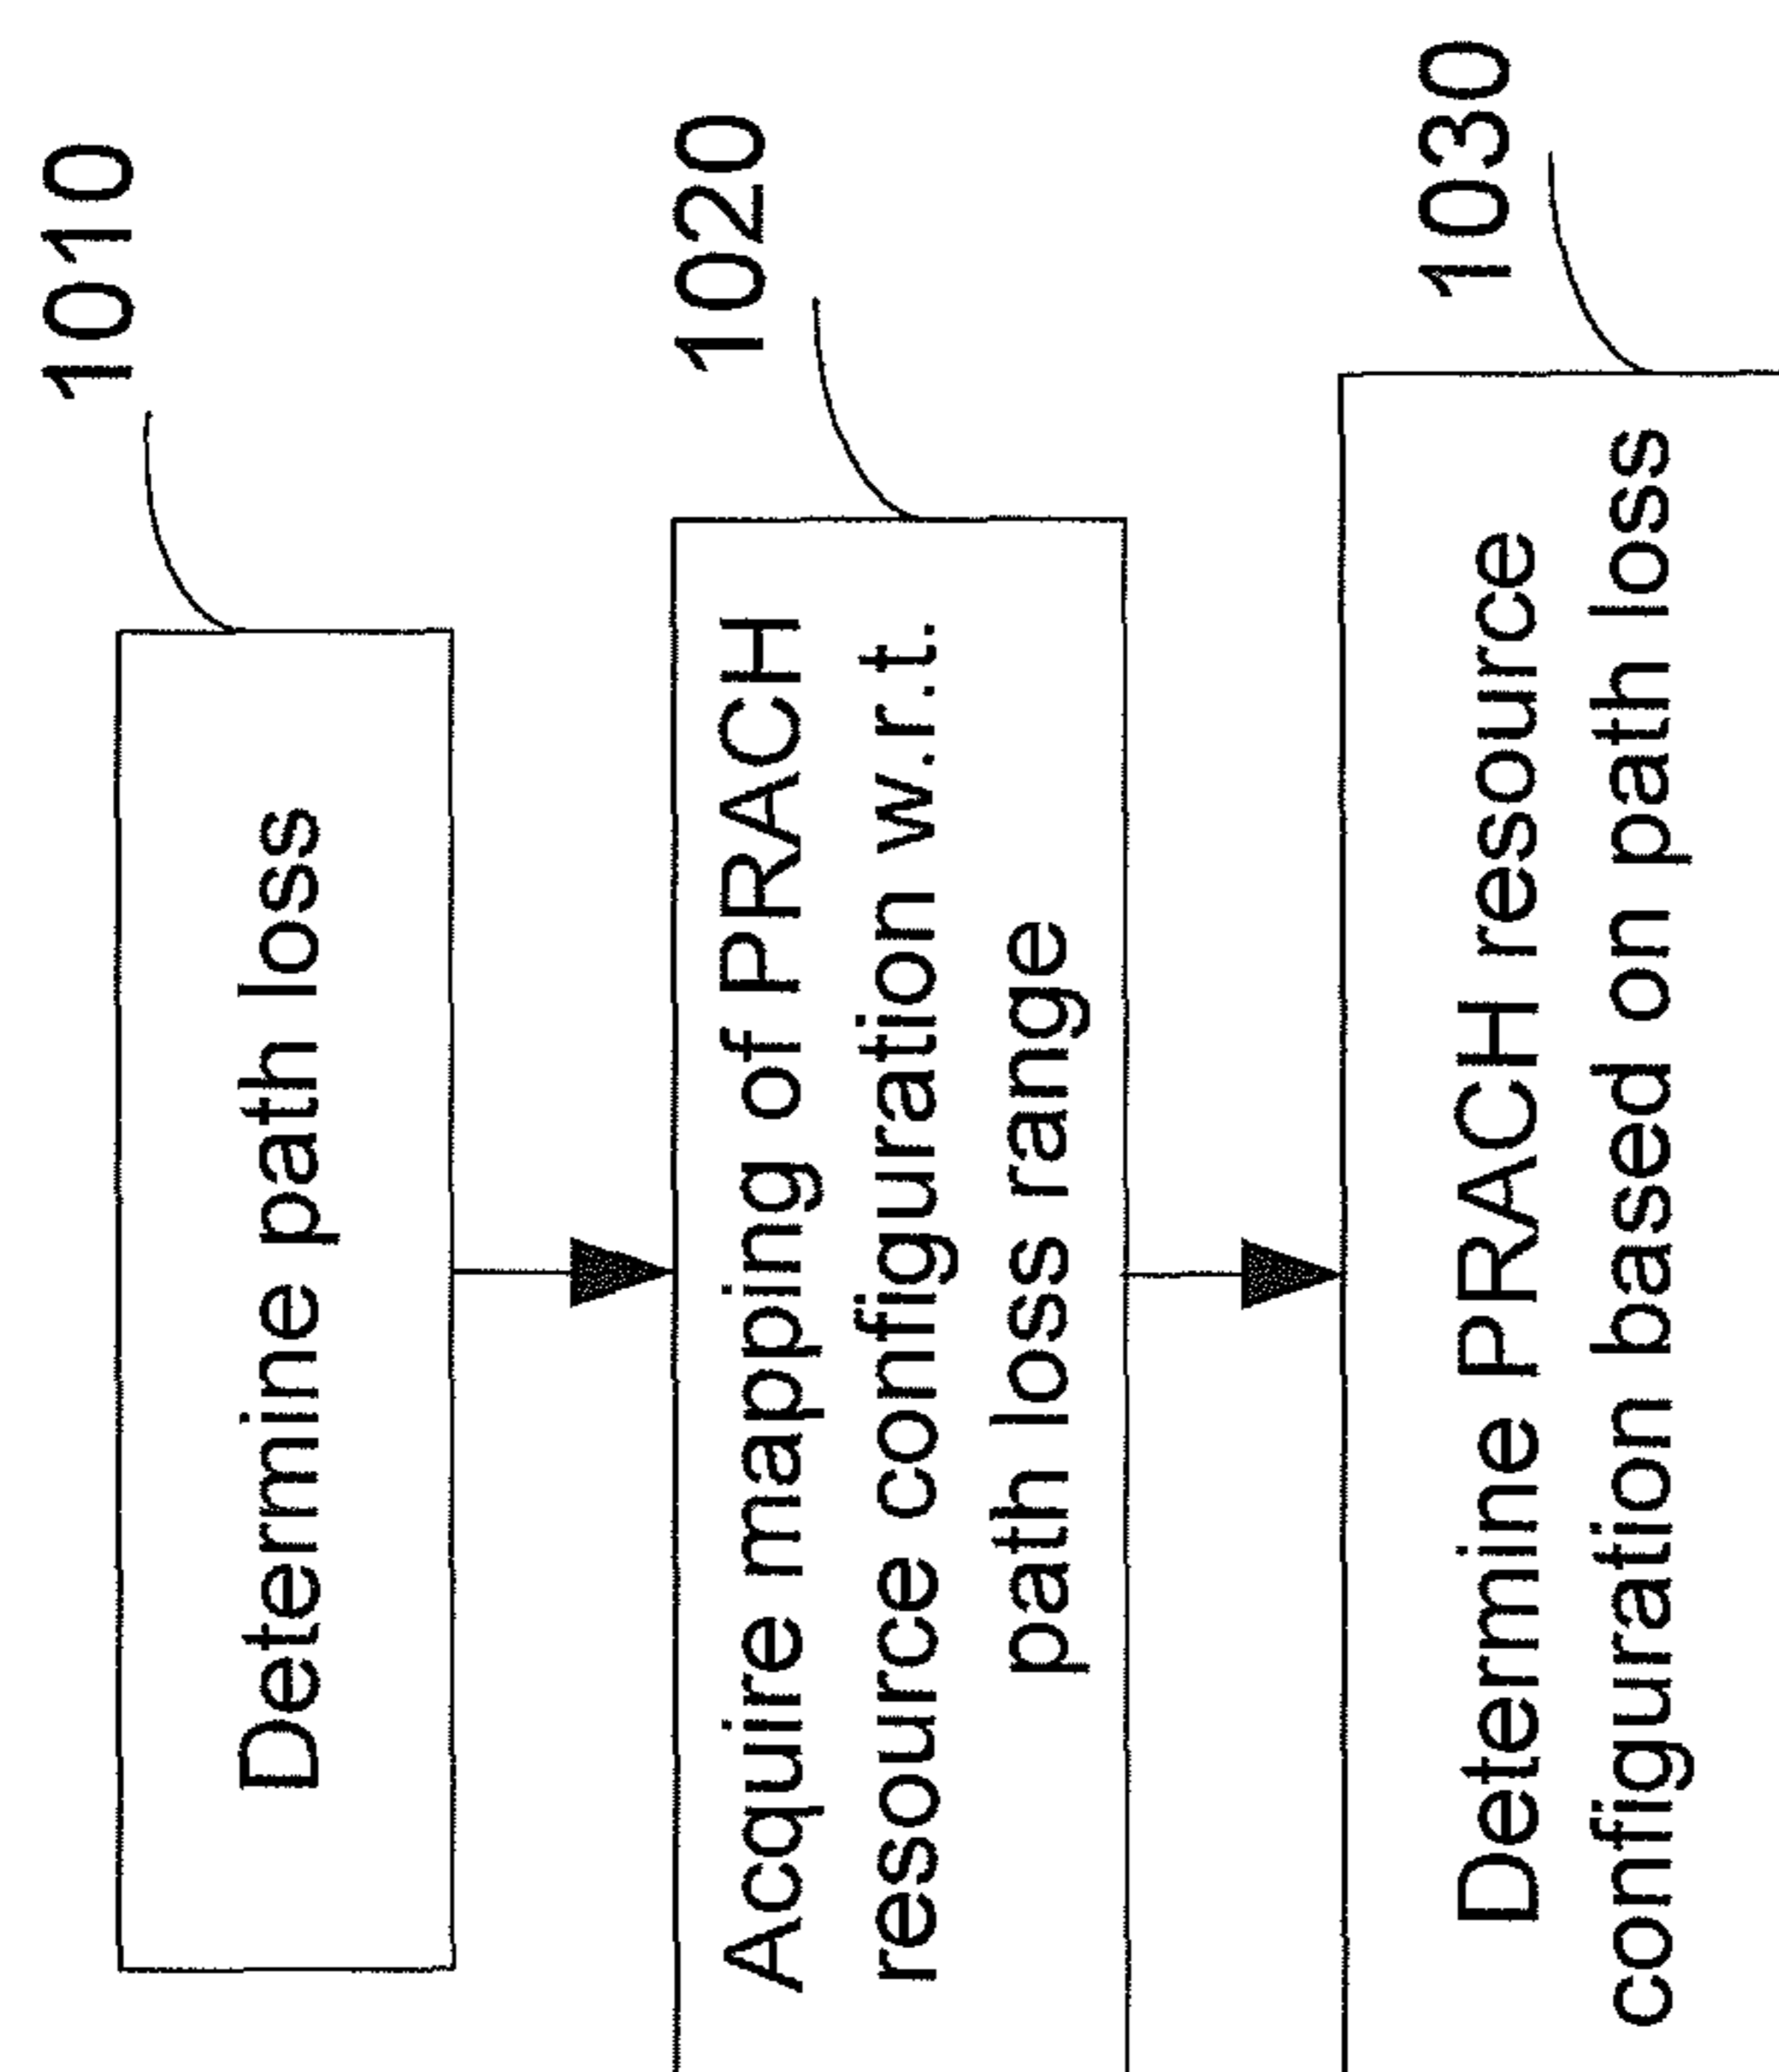 1010
Determine path loss
1020
Acquire mapping of PRACH
resource configuration w.r.t.
path loss range
1030
Determine PRACH resource
configuration based on path loss